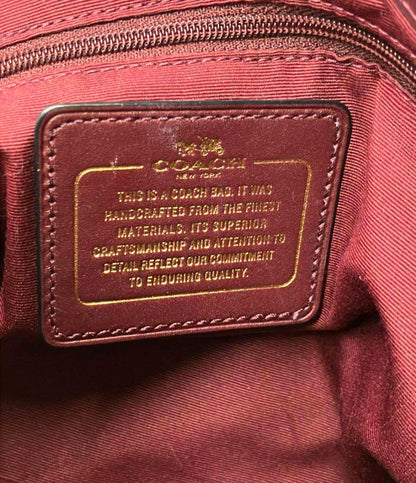 COACH
NEW YORK
THIS IS A COACH BAG. IT WAS
HANDCRAFTED FROM THE FINEST
MATERIALS. ITS SUPERIOR
CRAFTSMANSHIP AND ATTENTION TO
DETAIL REFLECT OUR COMMITMENT
TO ENDURING QUALITY.